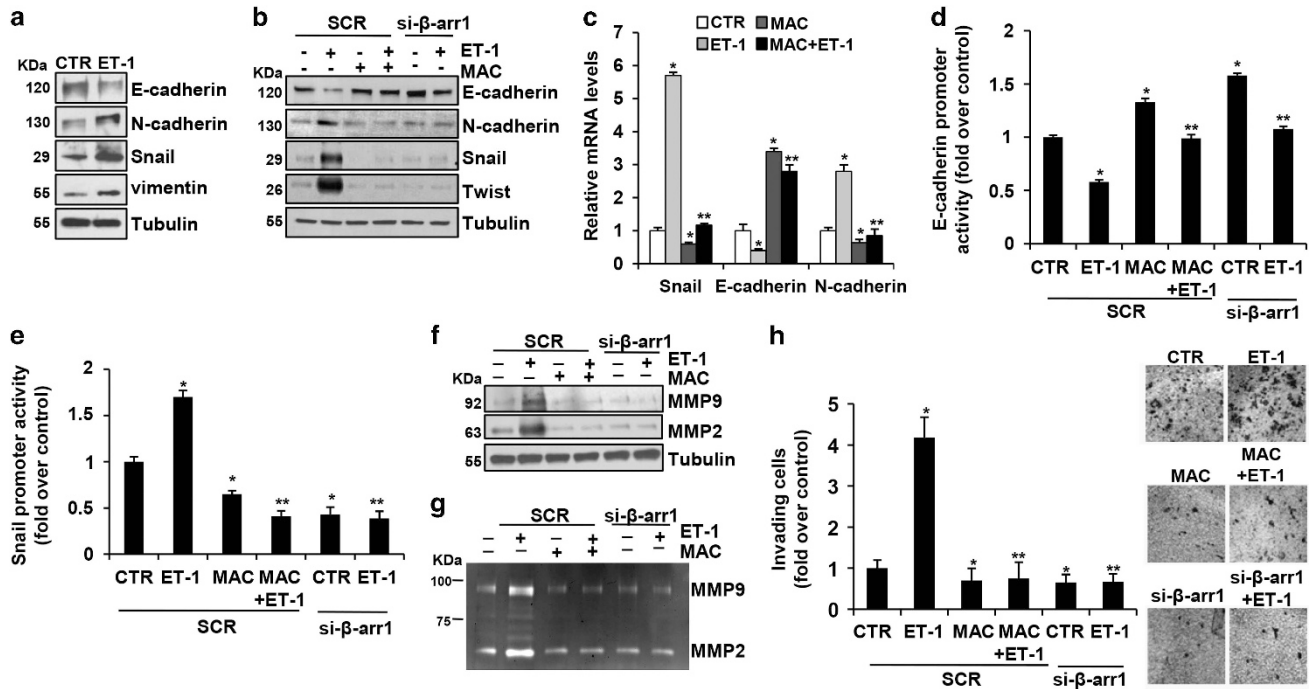 a
CTR ET-1
KDa
120 E-cadherin
130 N-cadherin
29 Snail
55 vimentin
55 Tubulin
b
SCR si-β-arr1
- + - + - + ET-1
- - + + MAC
KDa
120 E-cadherin
130 N-cadherin
29 Snail
26 Twist
55 Tubulin
c
CTR MAC
ET-1 MAC+ET-1
Relative mRNA levels
7
6
5
4
3
2
1
0
* * ** * * ** * * **
Snail E-cadherin N-cadherin
d
E-cadherin promoter
activity (fold over control)
2
1.5
1
0.5
0
* * ** * **
CTR ET-1 MAC MAC CTR ET-1
+ET-1
SCR si-β-arr1
e
Snail promoter activity
(fold over control)
2
1.5
1
0.5
0
* * ** * **
CTR ET-1 MAC MAC CTR ET-1
+ET-1
SCR si-β-arr1
f
SCR si-β-arr1
– + – + – + ET-1
– – + + MAC
KDa
92 MMP9
63 MMP2
55 Tubulin
g
SCR si-β-arr1
– + – + – + ET-1
– – + + MAC
KDa
100 MMP9
75
MMP2
h
Invading cells
(fold over control)
5
4
3
2
1
0
* * ** * **
CTR ET-1 MAC MAC CTR ET-1
+ET-1
SCR si-β-arr1
CTR ET-1
MAC MAC
+ET-1
si-β-arr1 si-β-arr1
+ET-1